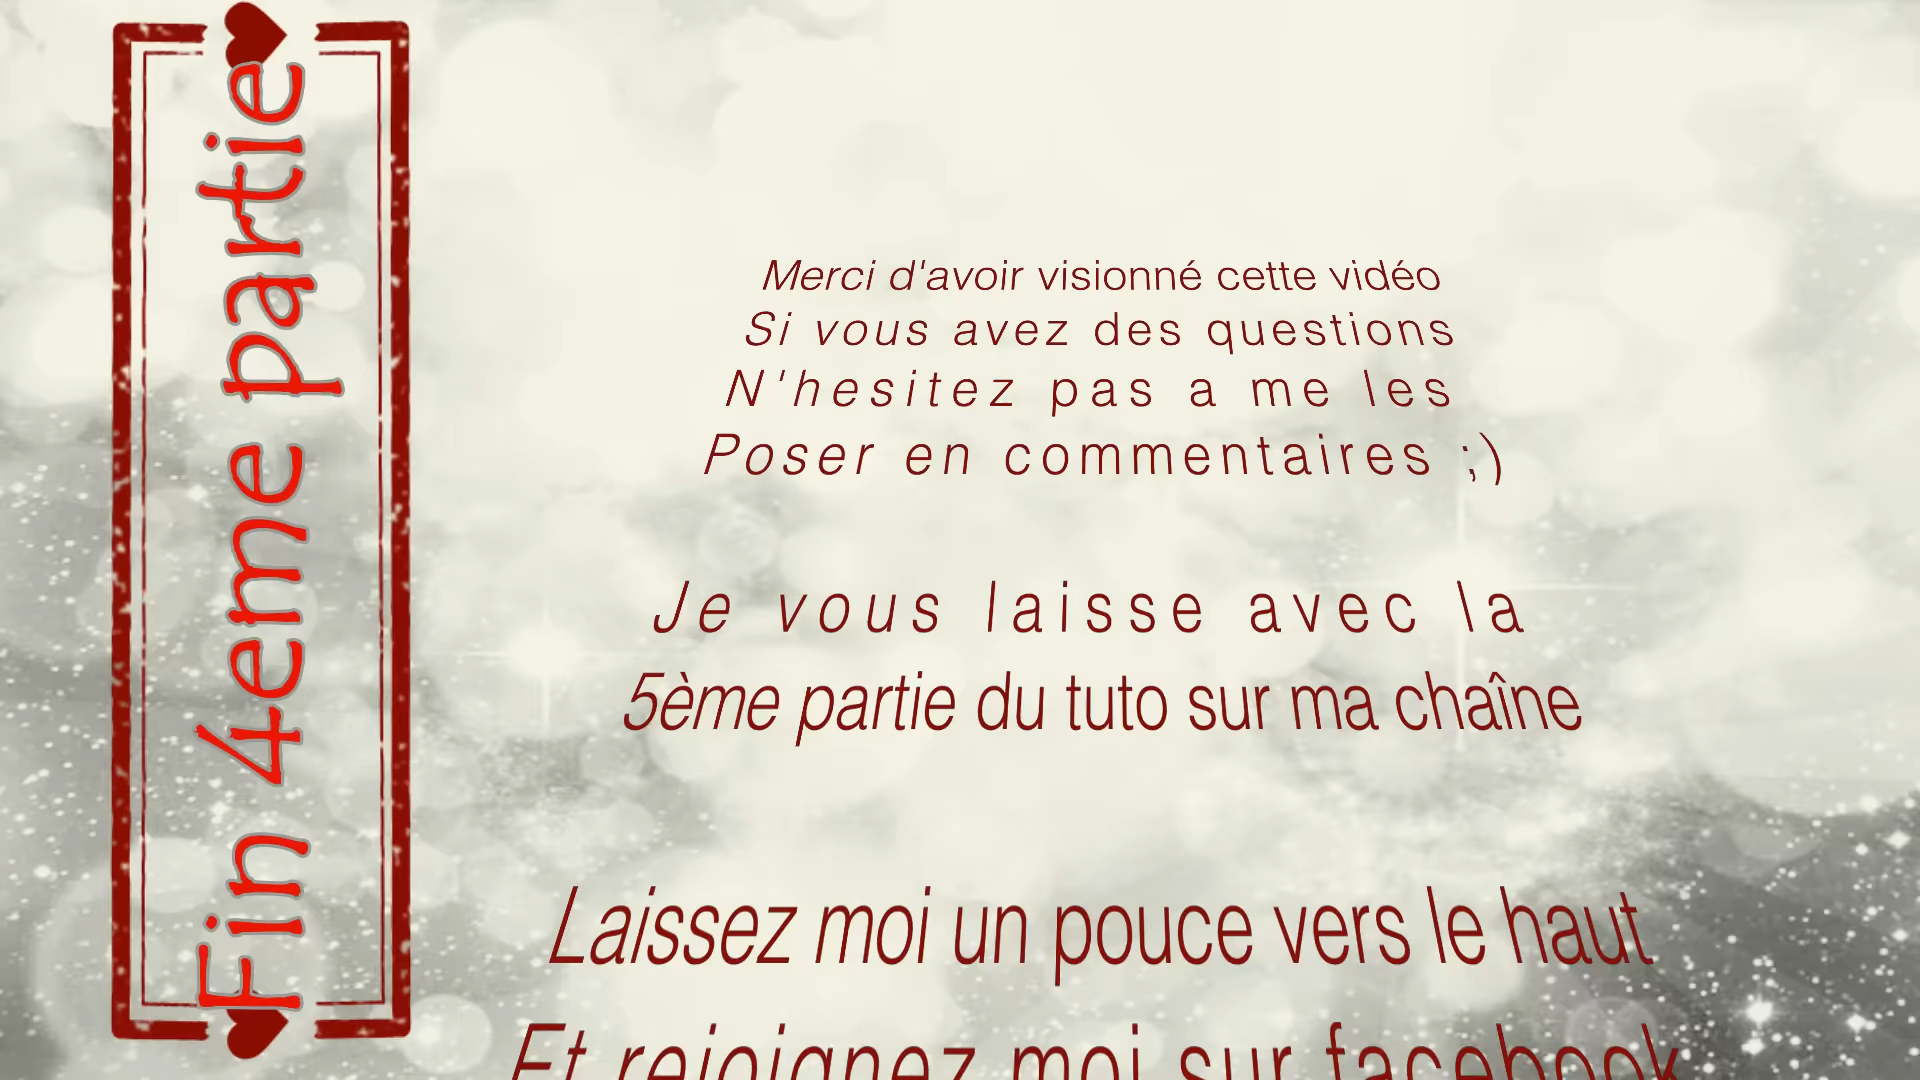 Fin 4eme partie
Merci d'avoir visionné cette vidéo
Si vous avez des questions
N'hesitez pas a me les
Poser en commentaires ;)
Je vous laisse avec la
5ème partie du tuto sur ma chaîne
Laissez moi un pouce vers le haut
Et rejoignez moi sur facebook